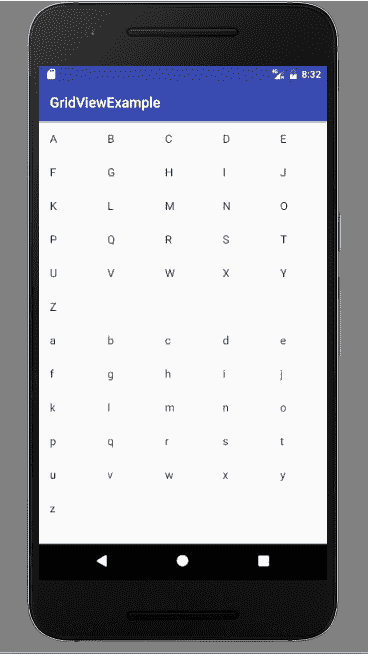 8:32
GridViewExample
A B C D E
F G H I J
K L M N O
P Q R S T
U V W X Y
Z
a b c d e
f g h i j
k l m n o
p q r s t
u v w x y
z